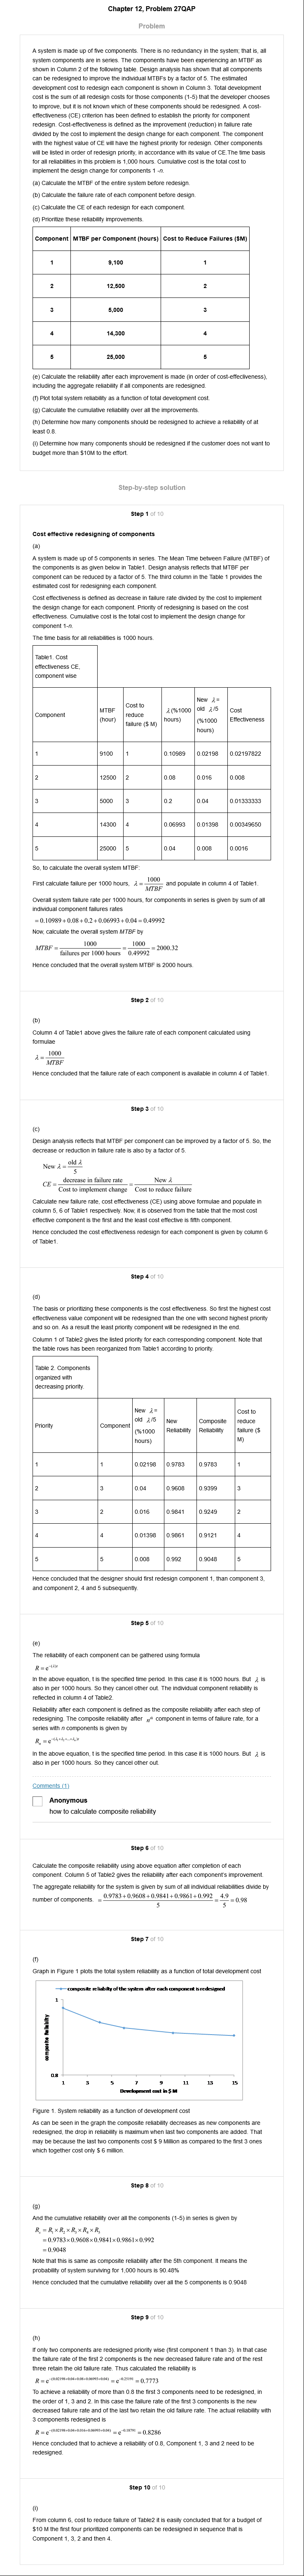 Chapter 12, Problem 27QAP
Problem
A system is made up of five components. There is no redundancy in the system; that is, all
system components are in series. The components have been experiencing an MTBF as
shown in Column 2 of the following table. Design analysis has shown that all components
can be redesigned to improve the individual MTBFs by a factor of 5. The estimated
development cost to redesign each component is shown in Column 3. Total development
cost is the sum of all redesign costs for those components (1-5) that the developer chooses
to improve, but it is not known which of these components should be redesigned. A cost-
effectiveness (CE) criterion has been defined to establish the priority for component
redesign. Cost-effectiveness is defined as the improvement (reduction) in failure rate
divided by the cost to implement the design change for each component. The component
with the highest value of CE will have the highest priority for redesign. Other components
will be listed in order of redesign priority, in accordance with its value of CE.The time basis
for all reliabilities in this problem is 1,000 hours. Cumulative cost is the total cost to
implement the design change for components 1 -n.
(a) Calculate the MTBF of the entire system before redesign.
(b) Calculate the failure rate of each component before design.
(c) Calculate the CE of each redesign for each component.
(d) Prioritize these reliability improvements.
Component MTBF per Component (hours) Cost to Reduce Failures ($M)
1 9,100 1
2 12,500 2
3 5,000 3
4 14,300 4
5 25,000 5
(e) Calculate the reliability after each improvement is made (in order of cost-effectiveness),
including the aggregate reliability if all components are redesigned.
(f) Plot total system reliability as a function of total development cost.
(g) Calculate the cumulative reliability over all the improvements.
(h) Determine how many components should be redesigned to achieve a reliability of at
least 0.8.
(i) Determine how many components should be redesigned if the customer does not want to
budget more than $10M to the effort.
Step-by-step solution
Step 1 of 10
Cost effective redesigning of components
(a)
A system is made up of 5 components in series. The Mean Time between Failure (MTBF) of
the components is as given below in Table1. Design analysis reflects that MTBF per
component can be reduced by a factor of 5. The third column in the Table 1 provides the
estimated cost for redesigning each component.
Cost effectiveness is defined as decrease in failure rate divided by the cost to implement
the design change for each component. Priority of redesigning is based on the cost
effectiveness. Cumulative cost is the total cost to implement the design change for
component 1-n.
The time basis for all reliabilities is 1000 hours.
Table1. Cost
effectiveness CE,
component wise
Component MTBF (hour) Cost to reduce failure ($ M) λ (%1000 hours) New λ = old λ/5 (%1000 hours) Cost Effectiveness
1 9100 1 0.10989 0.02198 0.02197822
2 12500 2 0.08 0.016 0.008
3 5000 3 0.2 0.04 0.01333333
4 14300 4 0.06993 0.01398 0.00349650
5 25000 5 0.04 0.008 0.0016
So, to calculate the overall system MTBF:
First calculate failure per 1000 hours, λ = 1000/MTBF and populate in column 4 of Table1.
Overall system failure rate per 1000 hours, for components in series is given by sum of all
individual component failures rates
= 0.10989 + 0.08 + 0.2 + 0.06993 + 0.04 = 0.49992
Now, calculate the overall system MTBF by
MTBF = 1000/failures per 1000 hours = 1000/0.49992 = 2000.32
Hence concluded that the overall system MTBF is 2000 hours.
Step 2 of 10
(b)
Column 4 of Table1 above gives the failure rate of each component calculated using
formulae
λ = 1000/MTBF
Hence concluded that the failure rate of each component is available in column 4 of Table1.
Step 3 of 10
(c)
Design analysis reflects that MTBF per component can be improved by a factor of 5. So, the
decrease or reduction in failure rate is also by a factor of 5.
New λ = old λ/5
CE = decrease in failure rate/Cost to implement change = New λ/Cost to reduce failure
Calculate new failure rate, cost effectiveness (CE) using above formulae and populate in
column 5, 6 of Table1 respectively. Now, it is observed from the table that the most cost
effective component is the first and the least cost effective is fifth component.
Hence concluded the cost effectiveness redesign for each component is given by column 6
of Table1.
Step 4 of 10
(d)
The basis or prioritizing these components is the cost effectiveness. So first the highest cost
effectiveness value component will be redesigned than the one with second highest priority
and so on. As a result the least priority component will be redesigned in the end.
Column 1 of Table2 gives the listed priority for each corresponding component. Note that
the table rows has been reorganized from Table1 according to priority.
Table 2. Components
organized with
decreasing priority.
Priority Component New λ = old λ/5 (%1000 hours) New Reliability Composite Reliability Cost to reduce failure ($ M)
1 1 0.02198 0.9783 0.9783 1
2 3 0.04 0.9608 0.9399 3
3 2 0.016 0.9841 0.9249 2
4 4 0.01398 0.9861 0.9121 4
5 5 0.008 0.992 0.9048 5
Hence concluded that the designer should first redesign component 1, than component 3,
and component 2, 4 and 5 subsequently.
Step 5 of 10
(e)
The reliability of each component can be gathered using formula
In the above equation, t is the specified time period. In this case it is 1000 hours. But λ is
also in per 1000 hours. So they cancel other out. The individual component reliability is
reflected in column 4 of Table2.
Reliability after each component is defined as the composite reliability after each step of
redesigning. The composite reliability after nth component in terms of failure rate, for a
series with n components is given by
In the above equation, t is the specified time period. In this case it is 1000 hours. But λ is
also in per 1000 hours. So they cancel other out.
Comments (1)
Anonymous
how to calculate composite reliability
Step 6 of 10
Calculate the composite reliability using above equation after completion of each
component. Column 5 of Table2 gives the reliability after each component's improvement.
The aggregate reliability for the system is given by sum of all individual reliabilities divide by
number of components. = 0.9783 + 0.9608 + 0.9841 + 0.9861 + 0.992/5 = 4.9/5 = 0.98
Step 7 of 10
(f)
Graph in Figure 1 plots the total system reliability as a function of total development cost
composite reliability of the system after each component is redesigned
composite Reliability
1
0.8
1 3 5 7 9 11 13 15
Development cost in $ M
Figure 1. System reliability as a function of development cost
As can be seen in the graph the composite reliability decreases as new components are
redesigned, the drop in reliability is maximum when last two components are added. That
may be because the last two components cost $ 9 Million as compared to the first 3 ones
which together cost only $ 6 million.
Step 8 of 10
(g)
And the cumulative reliability over all the components (1-5) in series is given by
= 0.9783 × 0.9608 × 0.9841 × 0.9861 × 0.992
= 0.9048
Note that this is same as composite reliability after the 5th component. It means the
probability of system surviving for 1,000 hours is 90.48%
Hence concluded that the cumulative reliability over all the 5 components is 0.9048
Step 9 of 10
(h)
If only two components are redesigned priority wise (first component 1 than 3). In that case
the failure rate of the first 2 components is the new decreased failure rate and of the rest
three retain the old failure rate. Thus calculated the reliability is
= 0.7773
To achieve a reliability of more than 0.8 the first 3 components need to be redesigned, in
the order of 1, 3 and 2. In this case the failure rate of the first 3 components is the new
decreased failure rate and of the last two retain the old failure rate. The actual reliability with
3 components redesigned is
= 0.8286
Hence concluded that to achieve a reliability of 0.8, Component 1. 3 and 2 need to be
redesigned.
Step 10 of 10
(i)
From column 6, cost to reduce failure of Table2 it is easily concluded that for a budget of
$10 M the first four prioritized components can be redesigned in sequence that is
Component 1, 3, 2 and then 4.